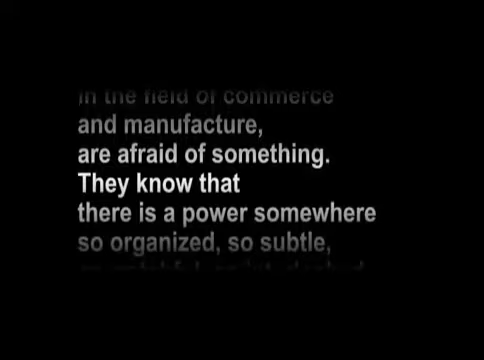 in the field of commerce
and manufacture,
are afraid of something.
They know that
there is a power somewhere
so organized, so subtle,